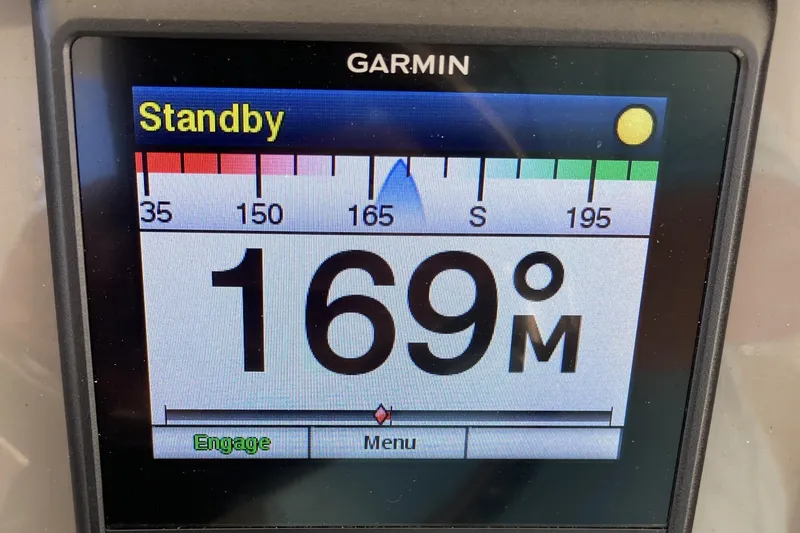 GARMIN
Standby
35 150 165 S 195
169°M
Engage Menu